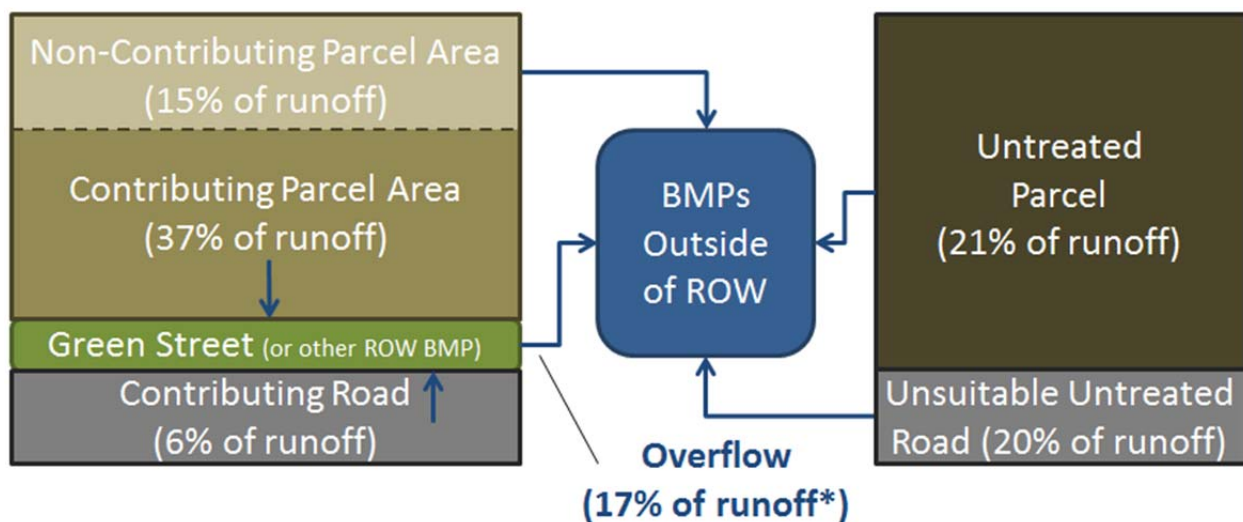 Non-Contributing Parcel Area
(15% of runoff)
Contributing Parcel Area
(37% of runoff)
Green Street (or other ROW BMP)
Contributing Road
(6% of runoff)
BMPs
Outside
of ROW
Overflow
(17% of runoff*)
Untreated
Parcel
(21% of runoff)
Unsuitable Untreated
Road (20% of runoff)